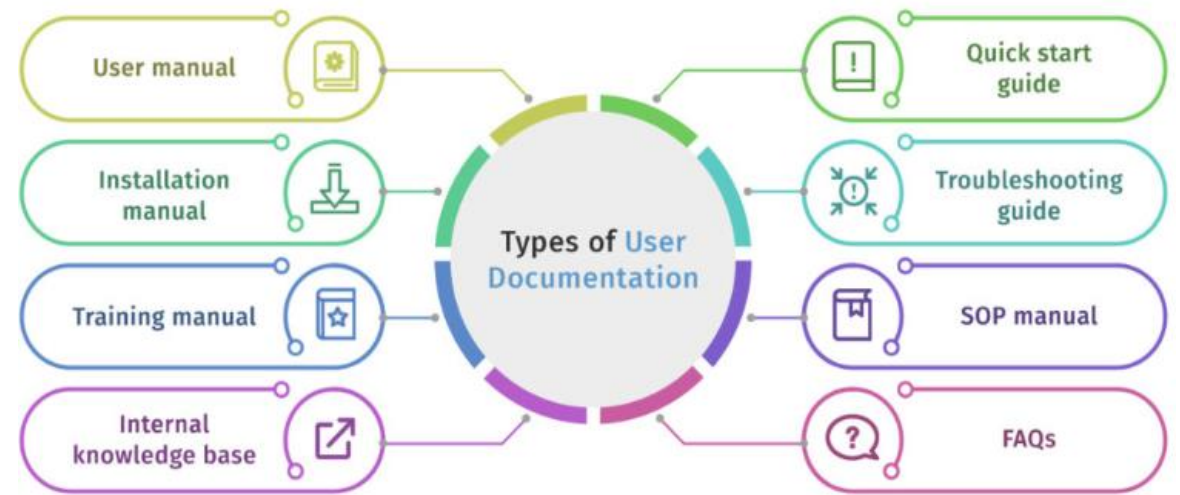 User manual
Installation
manual
Training manual
Internal
knowledge base
Types of User
Documentation
Quick start
guide
Troubleshooting
guide
SOP manual
FAQs